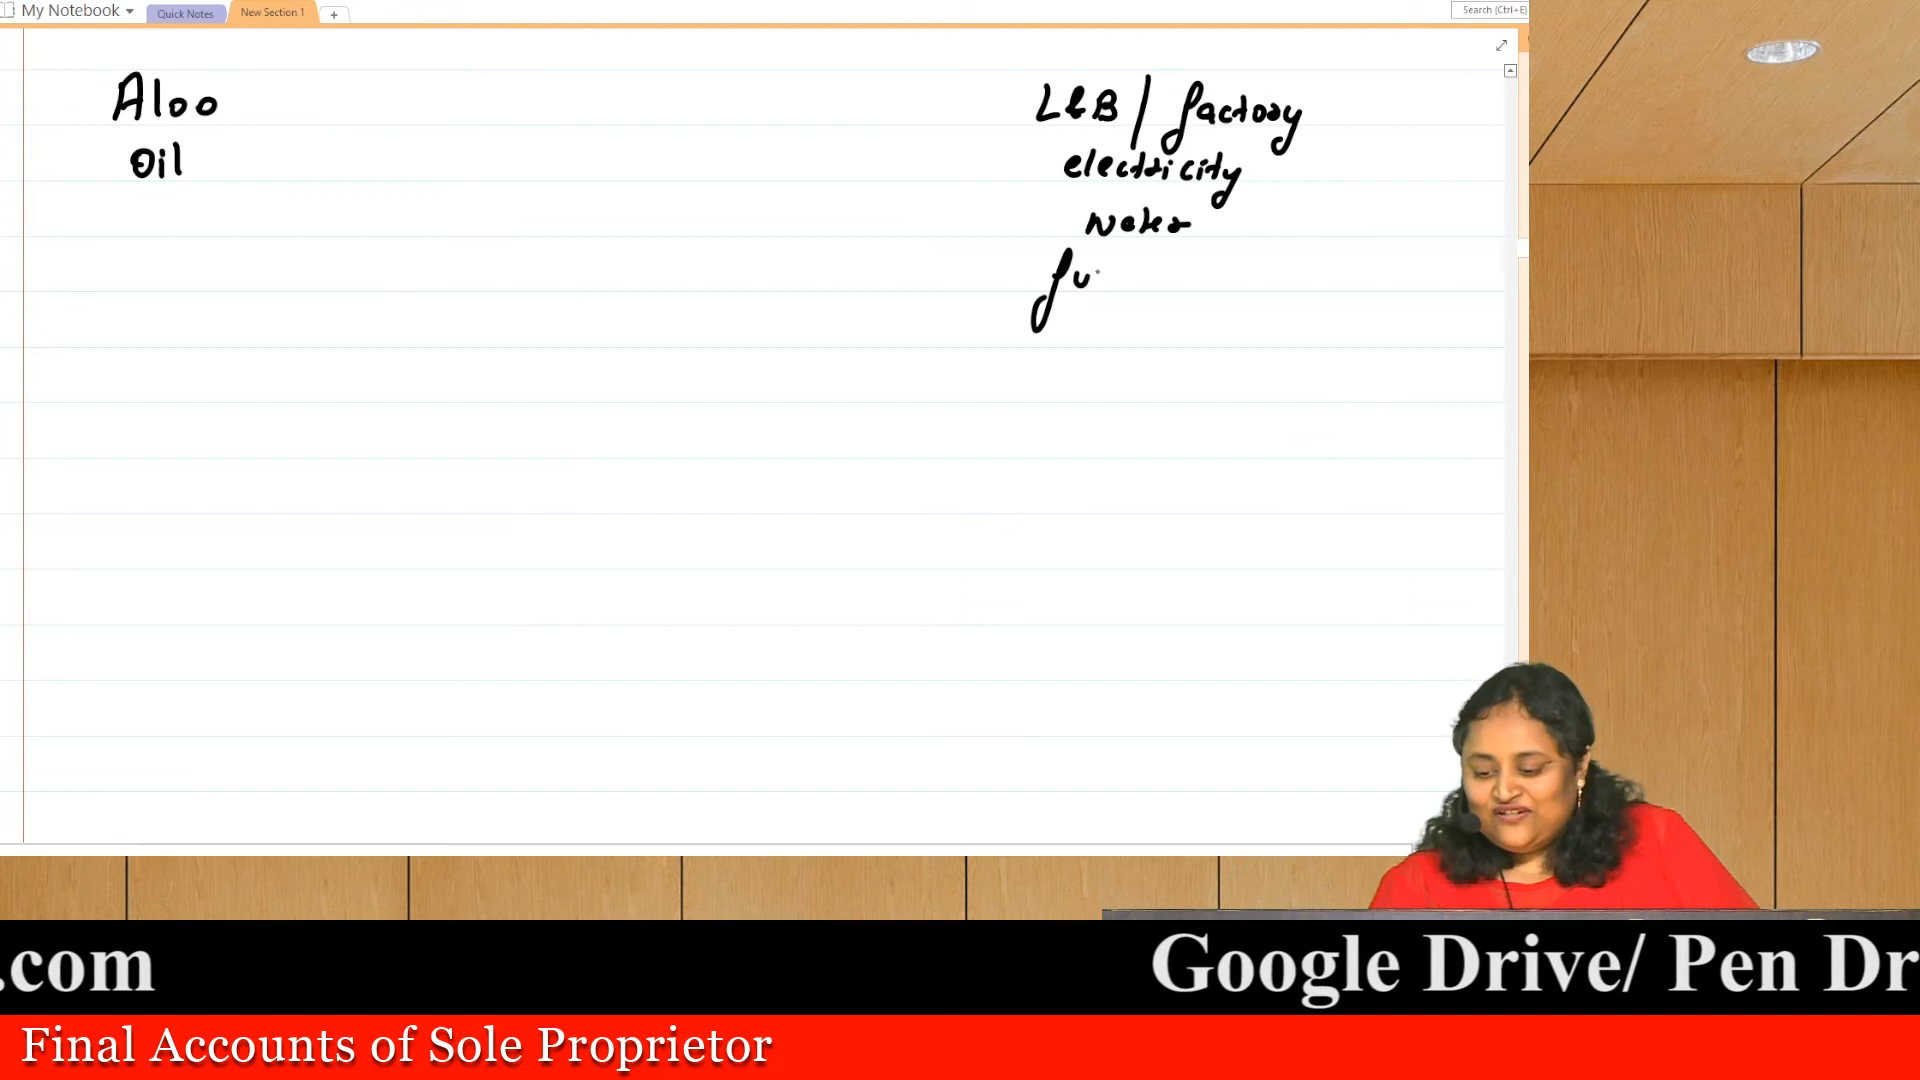 My Notebook
Quick Notes
New Section 1
Search (Ctrl+E)
Aloo
Oil
L&B / factory
electricity
water
fu
.com
Google Drive/ Pen Dr
Final Accounts of Sole Proprietor